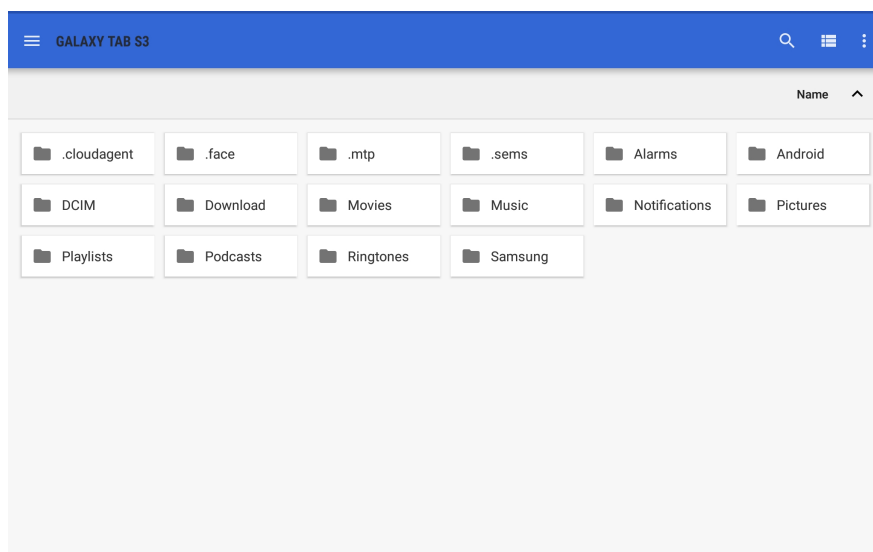 GALAXY TAB S3
Name
.cloudagent .face .mtp .sems Alarms Android
DCIM Download Movies Music Notifications Pictures
Playlists Podcasts Ringtones Samsung